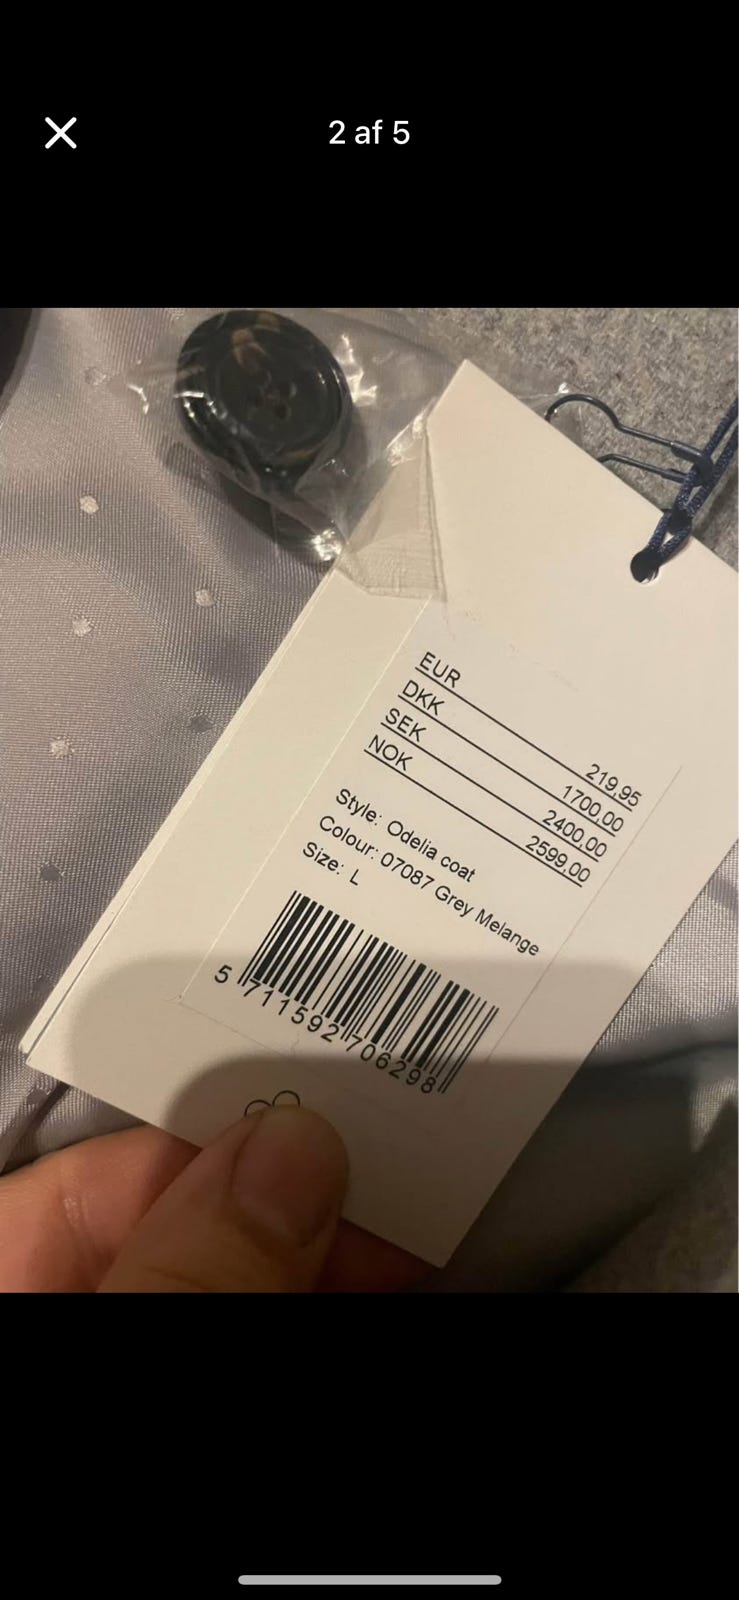 2 af 5
EUR 219,95
DKK 1700,00
SEK 2400,00
NOK 2599,00
Style: Odelia coat
Colour: 07087 Grey Melange
Size: L
5 711592 706298